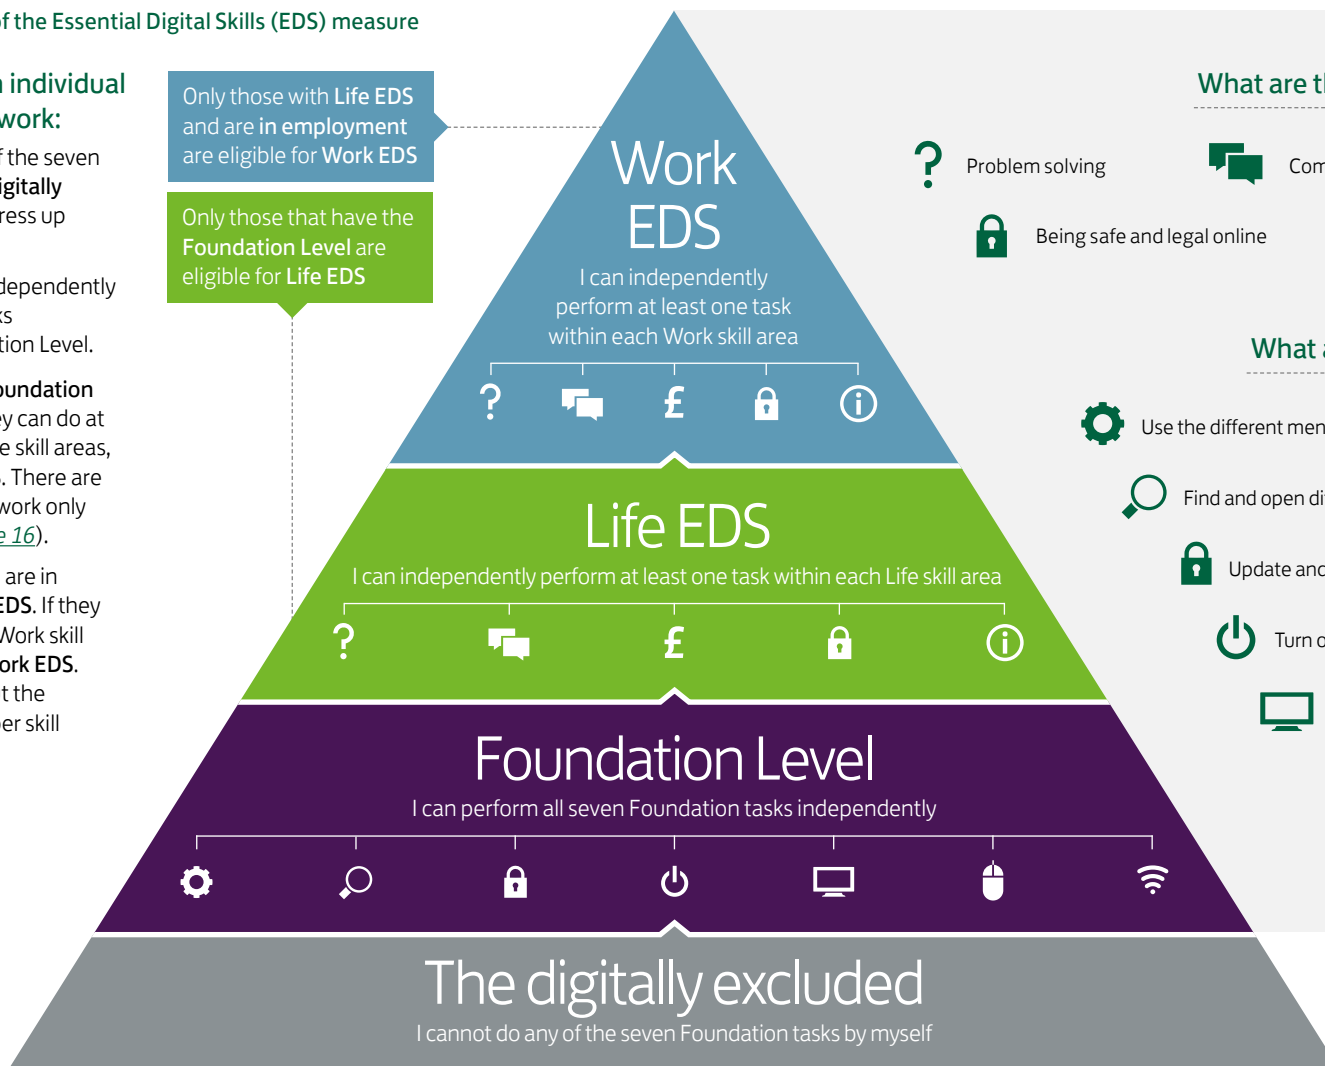 of the Essential Digital Skills (EDS) measure
individual
work:
f the seven
igitally
ress up
dependently
ks
tion Level.
oundation
ey can do at
e skill areas,
. There are
work only
e 16).
are in
EDS. If they
Work skill
ork EDS.
t the
er skill
Only those with Life EDS
and are in employment
are eligible for Work EDS
Only those that have the
Foundation Level are
eligible for Life EDS
Work
EDS
I can independently
perform at least one task
within each Work skill area
? £ i
Life EDS
I can independently perform at least one task within each Life skill area
? £ i
Foundation Level
I can perform all seven Foundation tasks independently
The digitally excluded
I cannot do any of the seven Foundation tasks by myself
What are th
? Problem solving
Com
Being safe and legal online
What a
Use the different men
Find and open di
Update and
Turn o